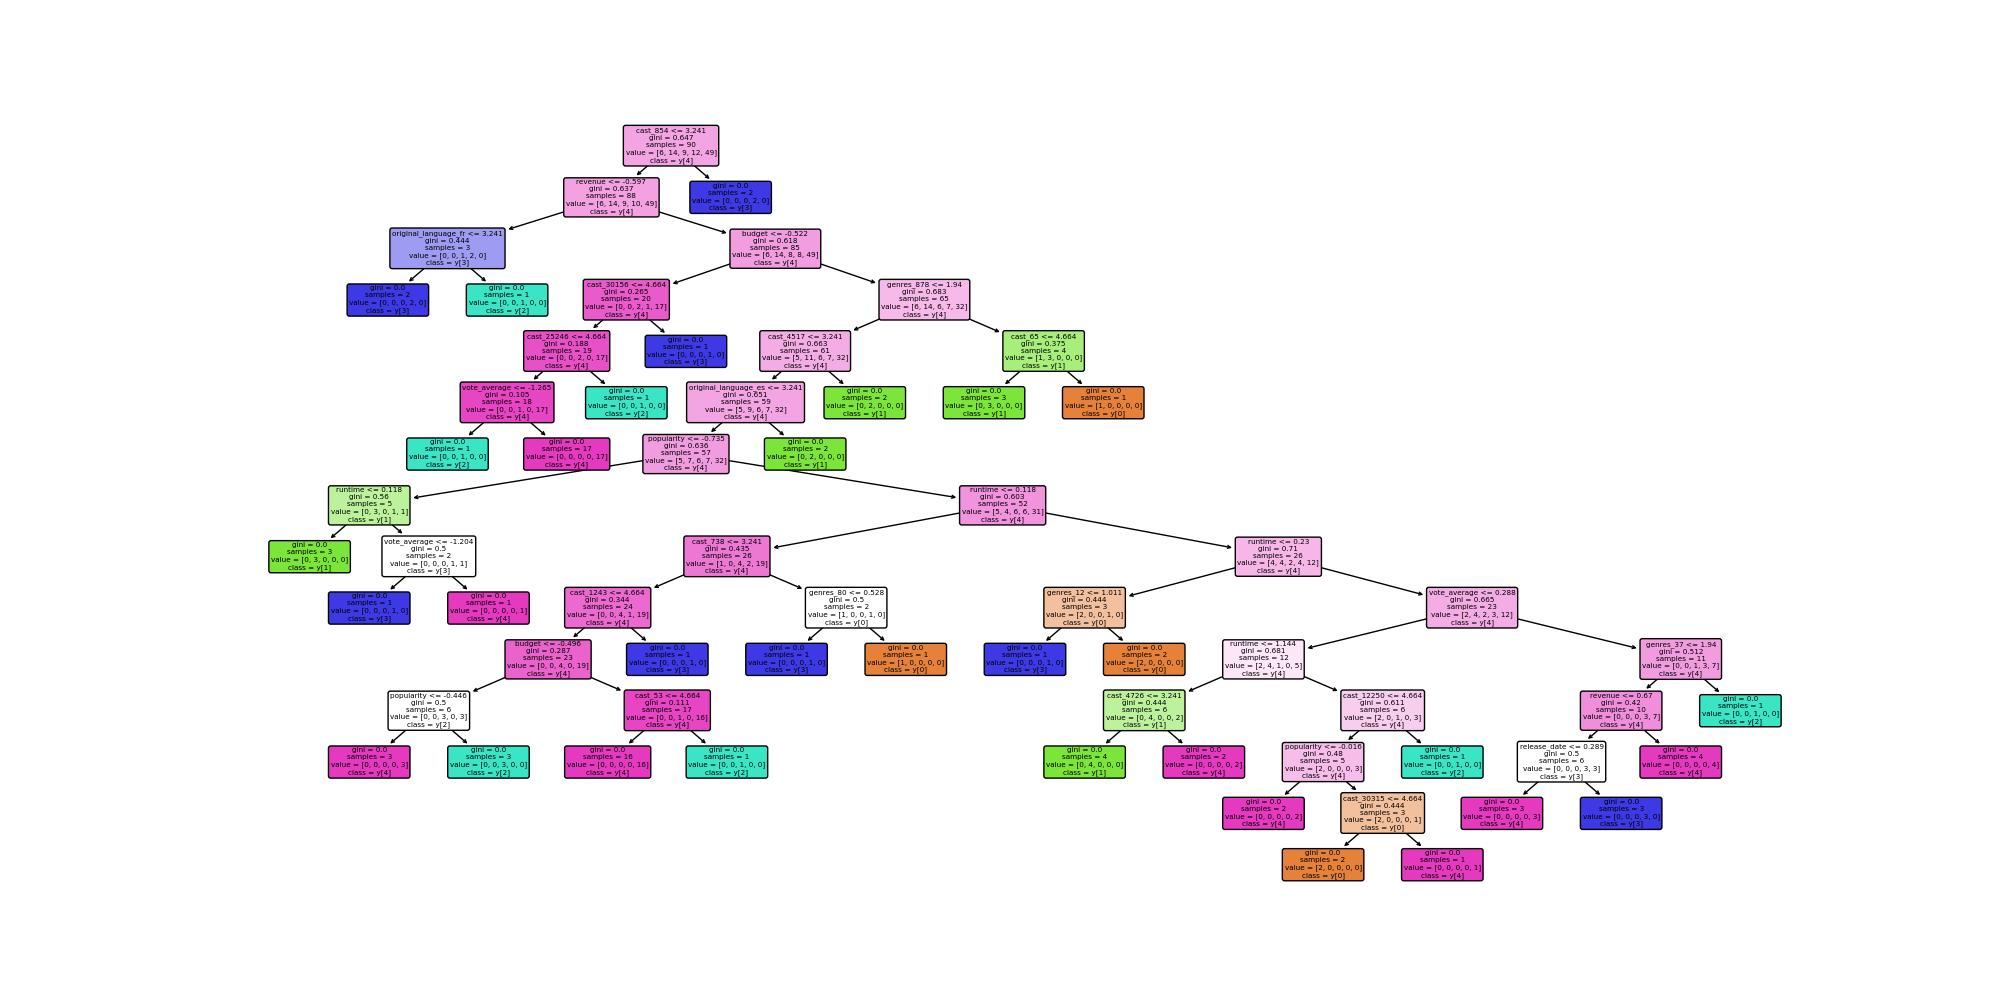 cast_854 <= 3.241
gini = 0.647
samples = 90
value = [6, 14, 9, 12, 49]
class = y[4]
revenue <= -0.597
gini = 0.637
samples = 88
value = [6, 14, 9, 10, 49]
class = y[4]
gini = 0.0
samples = 2
value = [0, 0, 0, 2, 0]
class = y[3]
original_language_fr <= 3.241
gini = 0.444
samples = 3
value = [0, 0, 1, 2, 0]
class = y[3]
budget <= -0.522
gini = 0.618
samples = 85
value = [6, 14, 8, 8, 49]
class = y[4]
gini = 0.0
samples = 2
value = [0, 0, 0, 2, 0]
class = y[3]
gini = 0.0
samples = 1
value = [0, 0, 1, 0, 0]
class = y[2]
cast_30156 <= 4.664
gini = 0.265
samples = 20
value = [0, 0, 2, 1, 17]
class = y[4]
genres_878 <= 1.94
gini = 0.683
samples = 65
value = [6, 14, 6, 7, 32]
class = y[4]
cast_25246 <= 4.664
gini = 0.188
samples = 19
value = [0, 0, 2, 0, 17]
class = y[4]
gini = 0.0
samples = 1
value = [0, 0, 0, 1, 0]
class = y[3]
cast_4517 <= 3.241
gini = 0.663
samples = 61
value = [5, 11, 6, 7, 32]
class = y[4]
cast_65 <= 4.664
gini = 0.375
samples = 4
value = [1, 3, 0, 0, 0]
class = y[1]
vote_average <= -1.265
gini = 0.105
samples = 18
value = [0, 0, 1, 0, 17]
class = y[4]
gini = 0.0
samples = 1
value = [0, 0, 1, 0, 0]
class = y[2]
original_language_es <= 3.241
gini = 0.651
samples = 59
value = [5, 9, 6, 7, 32]
class = y[4]
gini = 0.0
samples = 2
value = [0, 2, 0, 0, 0]
class = y[1]
gini = 0.0
samples = 3
value = [0, 3, 0, 0, 0]
class = y[1]
gini = 0.0
samples = 1
value = [1, 0, 0, 0, 0]
class = y[0]
gini = 0.0
samples = 1
value = [0, 0, 1, 0, 0]
class = y[2]
gini = 0.0
samples = 17
value = [0, 0, 0, 0, 17]
class = y[4]
popularity <= -0.735
gini = 0.636
samples = 57
value = [5, 7, 6, 7, 32]
class = y[4]
gini = 0.0
samples = 2
value = [0, 2, 0, 0, 0]
class = y[1]
runtime <= 0.118
gini = 0.56
samples = 5
value = [0, 3, 0, 1, 1]
class = y[1]
runtime <= 0.118
gini = 0.603
samples = 52
value = [5, 4, 6, 6, 31]
class = y[4]
gini = 0.0
samples = 3
value = [0, 3, 0, 0, 0]
class = y[1]
vote_average <= -1.204
gini = 0.5
samples = 2
value = [0, 0, 0, 1, 1]
class = y[3]
cast_738 <= 3.241
gini = 0.435
samples = 26
value = [1, 0, 4, 2, 19]
class = y[4]
runtime <= 0.23
gini = 0.71
samples = 26
value = [4, 4, 2, 4, 12]
class = y[4]
gini = 0.0
samples = 1
value = [0, 0, 0, 1, 0]
class = y[3]
gini = 0.0
samples = 1
value = [0, 0, 0, 0, 1]
class = y[4]
cast_1243 <= 4.664
gini = 0.344
samples = 24
value = [0, 0, 4, 1, 19]
class = y[4]
genres_80 <= 0.528
gini = 0.5
samples = 2
value = [1, 0, 0, 1, 0]
class = y[0]
genres_12 <= 1.011
gini = 0.444
samples = 3
value = [2, 0, 0, 1, 0]
class = y[0]
vote_average <= 0.288
gini = 0.665
samples = 23
value = [2, 4, 2, 3, 12]
class = y[4]
budget <= -0.496
gini = 0.287
samples = 23
value = [0, 0, 4, 0, 19]
class = y[4]
gini = 0.0
samples = 1
value = [0, 0, 0, 1, 0]
class = y[3]
gini = 0.0
samples = 1
value = [0, 0, 0, 1, 0]
class = y[3]
gini = 0.0
samples = 1
value = [1, 0, 0, 0, 0]
class = y[0]
gini = 0.0
samples = 1
value = [0, 0, 0, 1, 0]
class = y[3]
gini = 0.0
samples = 2
value = [2, 0, 0, 0, 0]
class = y[0]
runtime <= 1.144
gini = 0.681
samples = 12
value = [2, 4, 1, 0, 5]
class = y[4]
genres_37 <= 1.94
gini = 0.512
samples = 11
value = [0, 0, 1, 3, 7]
class = y[4]
popularity <= -0.446
gini = 0.5
samples = 6
value = [0, 0, 3, 0, 3]
class = y[2]
cast_53 <= 4.664
gini = 0.111
samples = 17
value = [0, 0, 1, 0, 16]
class = y[4]
cast_4726 <= 3.241
gini = 0.444
samples = 6
value = [0, 4, 0, 0, 2]
class = y[1]
cast_12250 <= 4.664
gini = 0.611
samples = 6
value = [2, 0, 1, 0, 3]
class = y[4]
revenue <= 0.67
gini = 0.42
samples = 10
value = [0, 0, 0, 3, 7]
class = y[4]
gini = 0.0
samples = 1
value = [0, 0, 1, 0, 0]
class = y[2]
gini = 0.0
samples = 3
value = [0, 0, 0, 0, 3]
class = y[4]
gini = 0.0
samples = 3
value = [0, 0, 3, 0, 0]
class = y[2]
gini = 0.0
samples = 16
value = [0, 0, 0, 0, 16]
class = y[4]
gini = 0.0
samples = 1
value = [0, 0, 1, 0, 0]
class = y[2]
gini = 0.0
samples = 4
value = [0, 4, 0, 0, 0]
class = y[1]
gini = 0.0
samples = 2
value = [0, 0, 0, 0, 2]
class = y[4]
popularity <= -0.016
gini = 0.48
samples = 5
value = [2, 0, 0, 0, 3]
class = y[4]
gini = 0.0
samples = 1
value = [0, 0, 1, 0, 0]
class = y[2]
release_date <= 0.289
gini = 0.5
samples = 6
value = [0, 0, 0, 3, 3]
class = y[3]
gini = 0.0
samples = 4
value = [0, 0, 0, 0, 4]
class = y[4]
gini = 0.0
samples = 2
value = [0, 0, 0, 0, 2]
class = y[4]
cast_30315 <= 4.664
gini = 0.444
samples = 3
value = [2, 0, 0, 0, 1]
class = y[0]
gini = 0.0
samples = 3
value = [0, 0, 0, 0, 3]
class = y[4]
gini = 0.0
samples = 3
value = [0, 0, 0, 3, 0]
class = y[3]
gini = 0.0
samples = 2
value = [2, 0, 0, 0, 0]
class = y[0]
gini = 0.0
samples = 1
value = [0, 0, 0, 0, 1]
class = y[4]